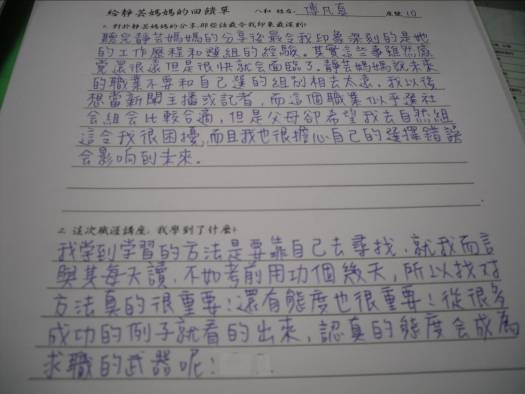 給靜芸媽媽的回饋單 八和 姓名: 傅凡真 座號 10
1. 對於靜芸媽媽的分享,那些話最令我印象最深刻?
聽完靜芸媽媽的分享後最令我印象深刻的是她
的工作歷程和選組的經驗。其實這些事雖然感
覺還很遠但是很快就會面臨了。靜芸媽媽說未來
的職業不要和自己選的組別相去太遠。我以後
想當新聞主播或記者,而這個職業似乎選社
會組會比較合適,但是父母卻希望我去自然組
這令我很困擾,而且我也很擔心自己的選擇錯誤
會影响到未來。
2. 這次職涯講座,我學到了什麼?
我學到學習的方法是要靠自己去尋找,就我而言
與其每天讀,不如考前用功個幾天,所以找對
方法真的很重要!還有態度也很重要!從很多
成功的例子就看的出來,認真的態度會成為
求職的武器呢!